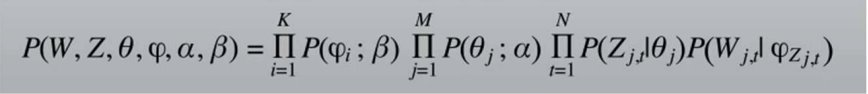 P(W, Z, θ, φ, α, β) = ∏_{i=1}^{K} P(φ_i ; β) ∏_{j=1}^{M} P(θ_j ; α) ∏_{t=1}^{N} P(Z_{j,t}|θ_j)P(W_{j,t}| φ_{Z_{j,t}})